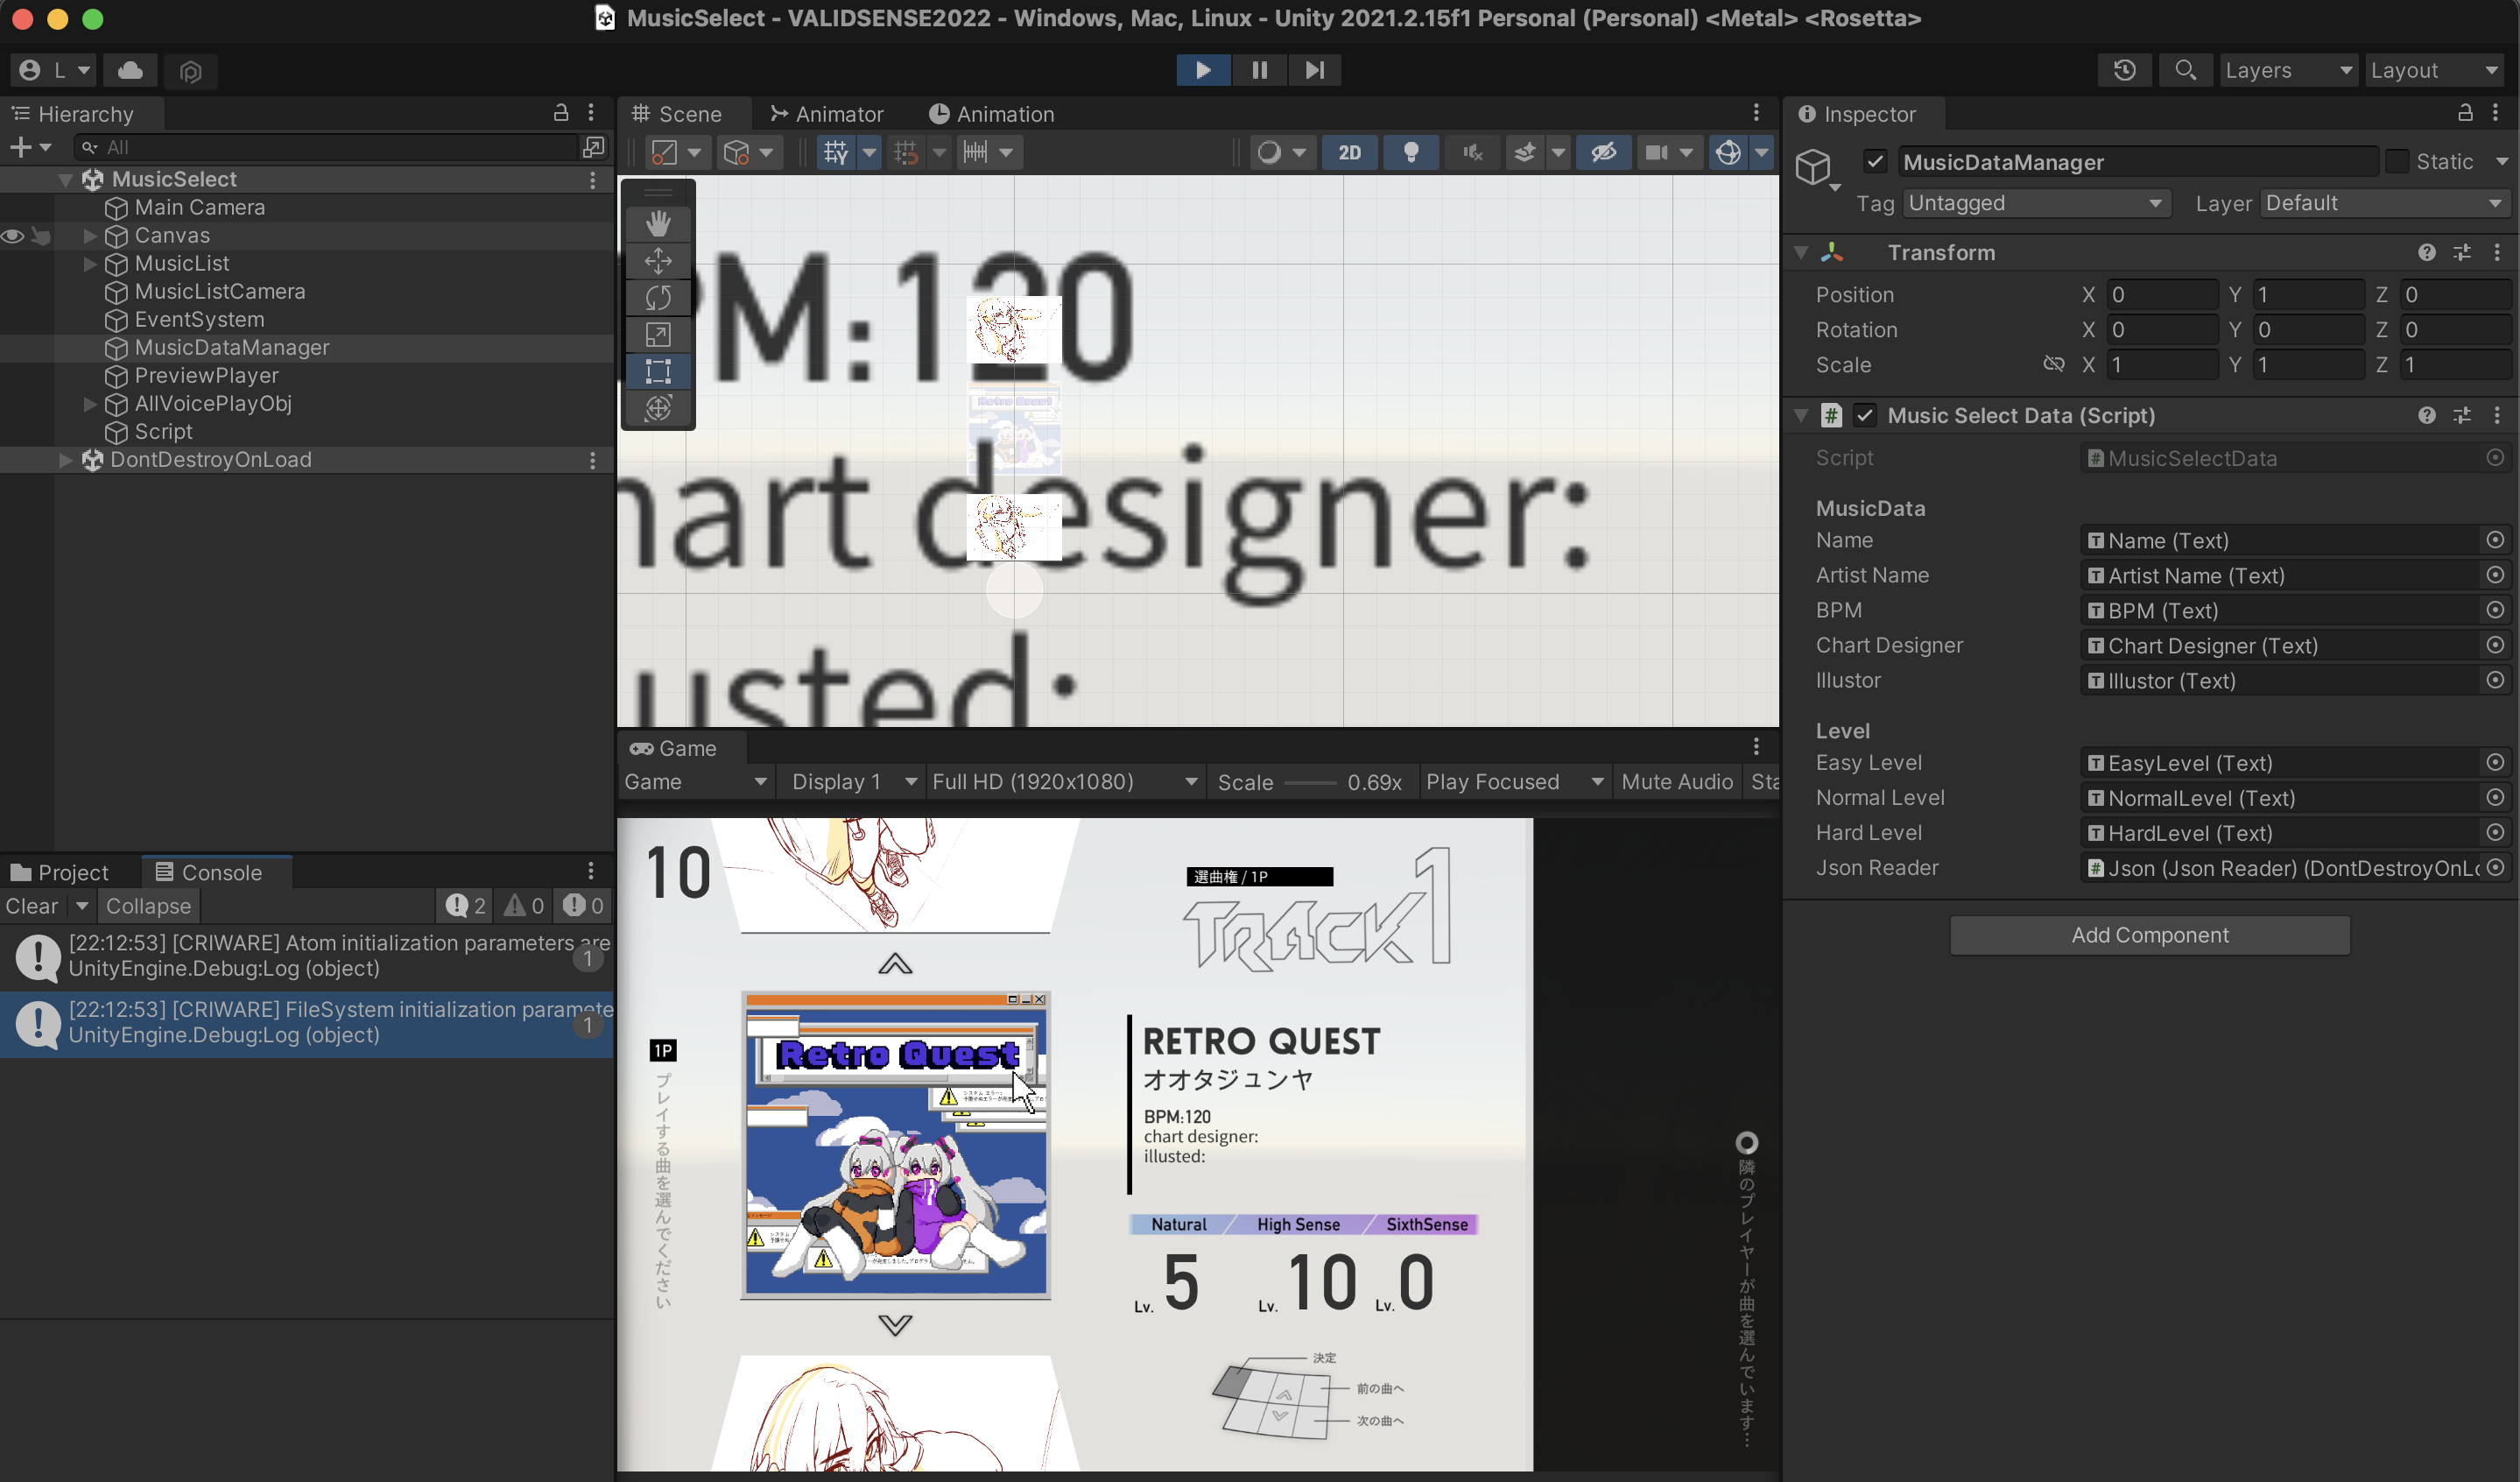 MusicSelect - VALIDSENSE2022 - Windows, Mac, Linux - Unity 2021.2.15f1 Personal (Personal) <Metal> <Rosetta>
L
Layers
Layout
Hierarchy
All
MusicSelect
Main Camera
Canvas
MusicList
MusicListCamera
EventSystem
MusicDataManager
PreviewPlayer
AllVoicePlayObj
Script
DontDestroyOnLoad
Scene
Animator
Animation
2D
PM:120
hart designer:
usted:
Game
Game
Display 1
Full HD (1920x1080)
Scale
0.69x
Play Focused
Mute Audio
Sta
10
選曲権 / 1P
TRACK1
1P
プレイする曲を選んでください
Retro Quest
RETRO QUEST
オオタジュンヤ
BPM:120
chart designer:
illusted:
Natural
High Sense
SixthSense
Lv. 5
Lv. 10
Lv. 0
決定
前の曲へ
次の曲へ
隣のプレイヤーが曲を選んでいます…
Project
Console
Clear
Collapse
2
0
0
[22:12:53] [CRIWARE] Atom initialization parameters are
UnityEngine.Debug:Log (object)
1
[22:12:53] [CRIWARE] FileSystem initialization paramete
UnityEngine.Debug:Log (object)
1
Inspector
MusicDataManager
Static
Tag
Untagged
Layer
Default
Transform
Position X 0 Y 1 Z 0
Rotation X 0 Y 0 Z 0
Scale X 1 Y 1 Z 1
# Music Select Data (Script)
Script
# MusicSelectData
MusicData
Name
Name (Text)
Artist Name
Artist Name (Text)
BPM
BPM (Text)
Chart Designer
Chart Designer (Text)
Illustor
Illustor (Text)
Level
Easy Level
EasyLevel (Text)
Normal Level
NormalLevel (Text)
Hard Level
HardLevel (Text)
Json Reader
Json (Json Reader) (DontDestroyOnLo
Add Component